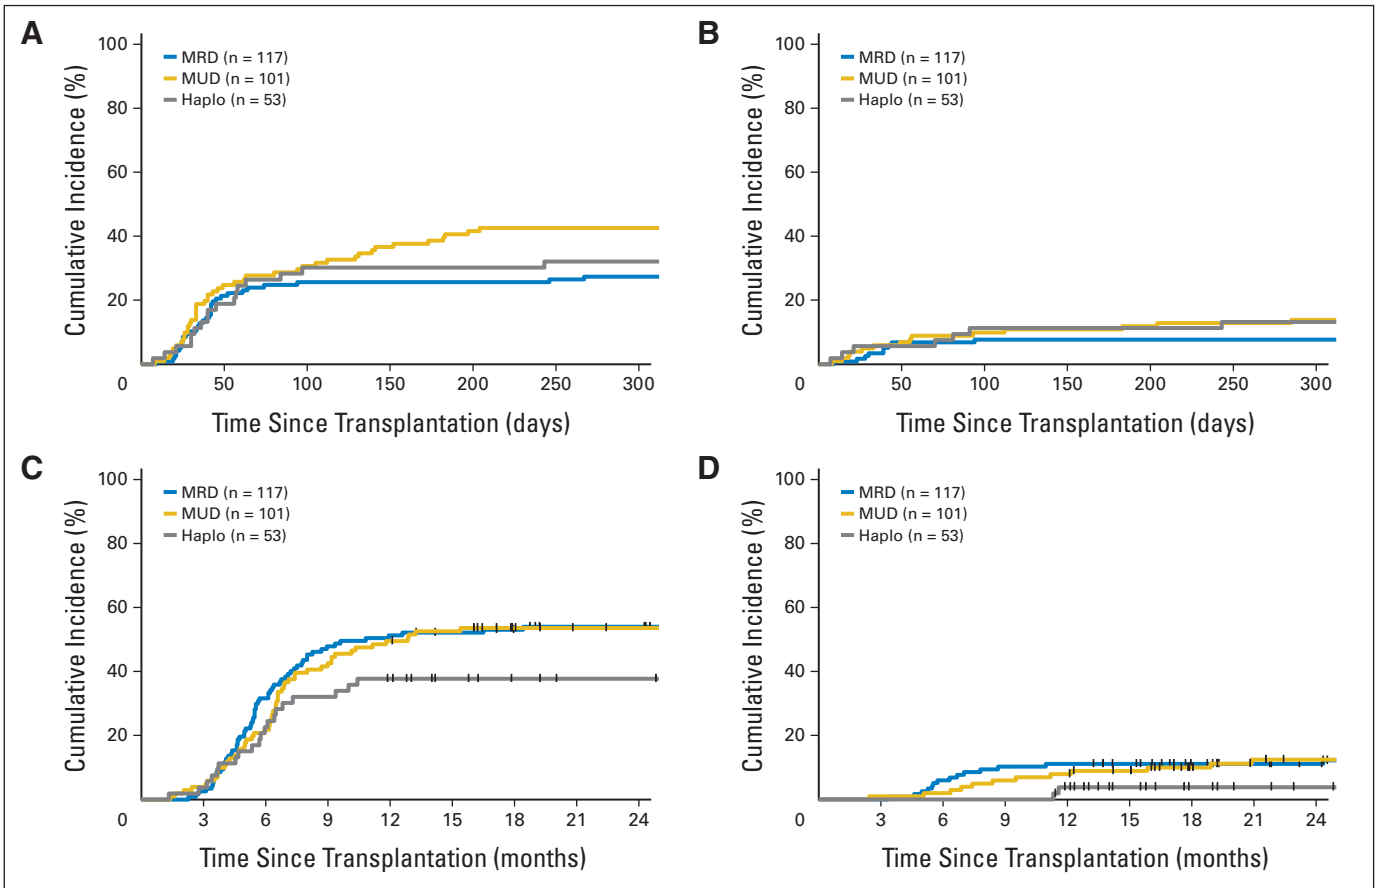 A
Cumulative Incidence (%)
100
80
60
40
20
0
MRD (n = 117)
MUD (n = 101)
Haplo (n = 53)
50 100 150 200 250 300
Time Since Transplantation (days)
B
Cumulative Incidence (%)
100
80
60
40
20
0
MRD (n = 117)
MUD (n = 101)
Haplo (n = 53)
50 100 150 200 250 300
Time Since Transplantation (days)
C
Cumulative Incidence (%)
100
80
60
40
20
0
MRD (n = 117)
MUD (n = 101)
Haplo (n = 53)
3 6 9 12 15 18 21 24
Time Since Transplantation (months)
D
Cumulative Incidence (%)
100
80
60
40
20
0
MRD (n = 117)
MUD (n = 101)
Haplo (n = 53)
3 6 9 12 15 18 21 24
Time Since Transplantation (months)